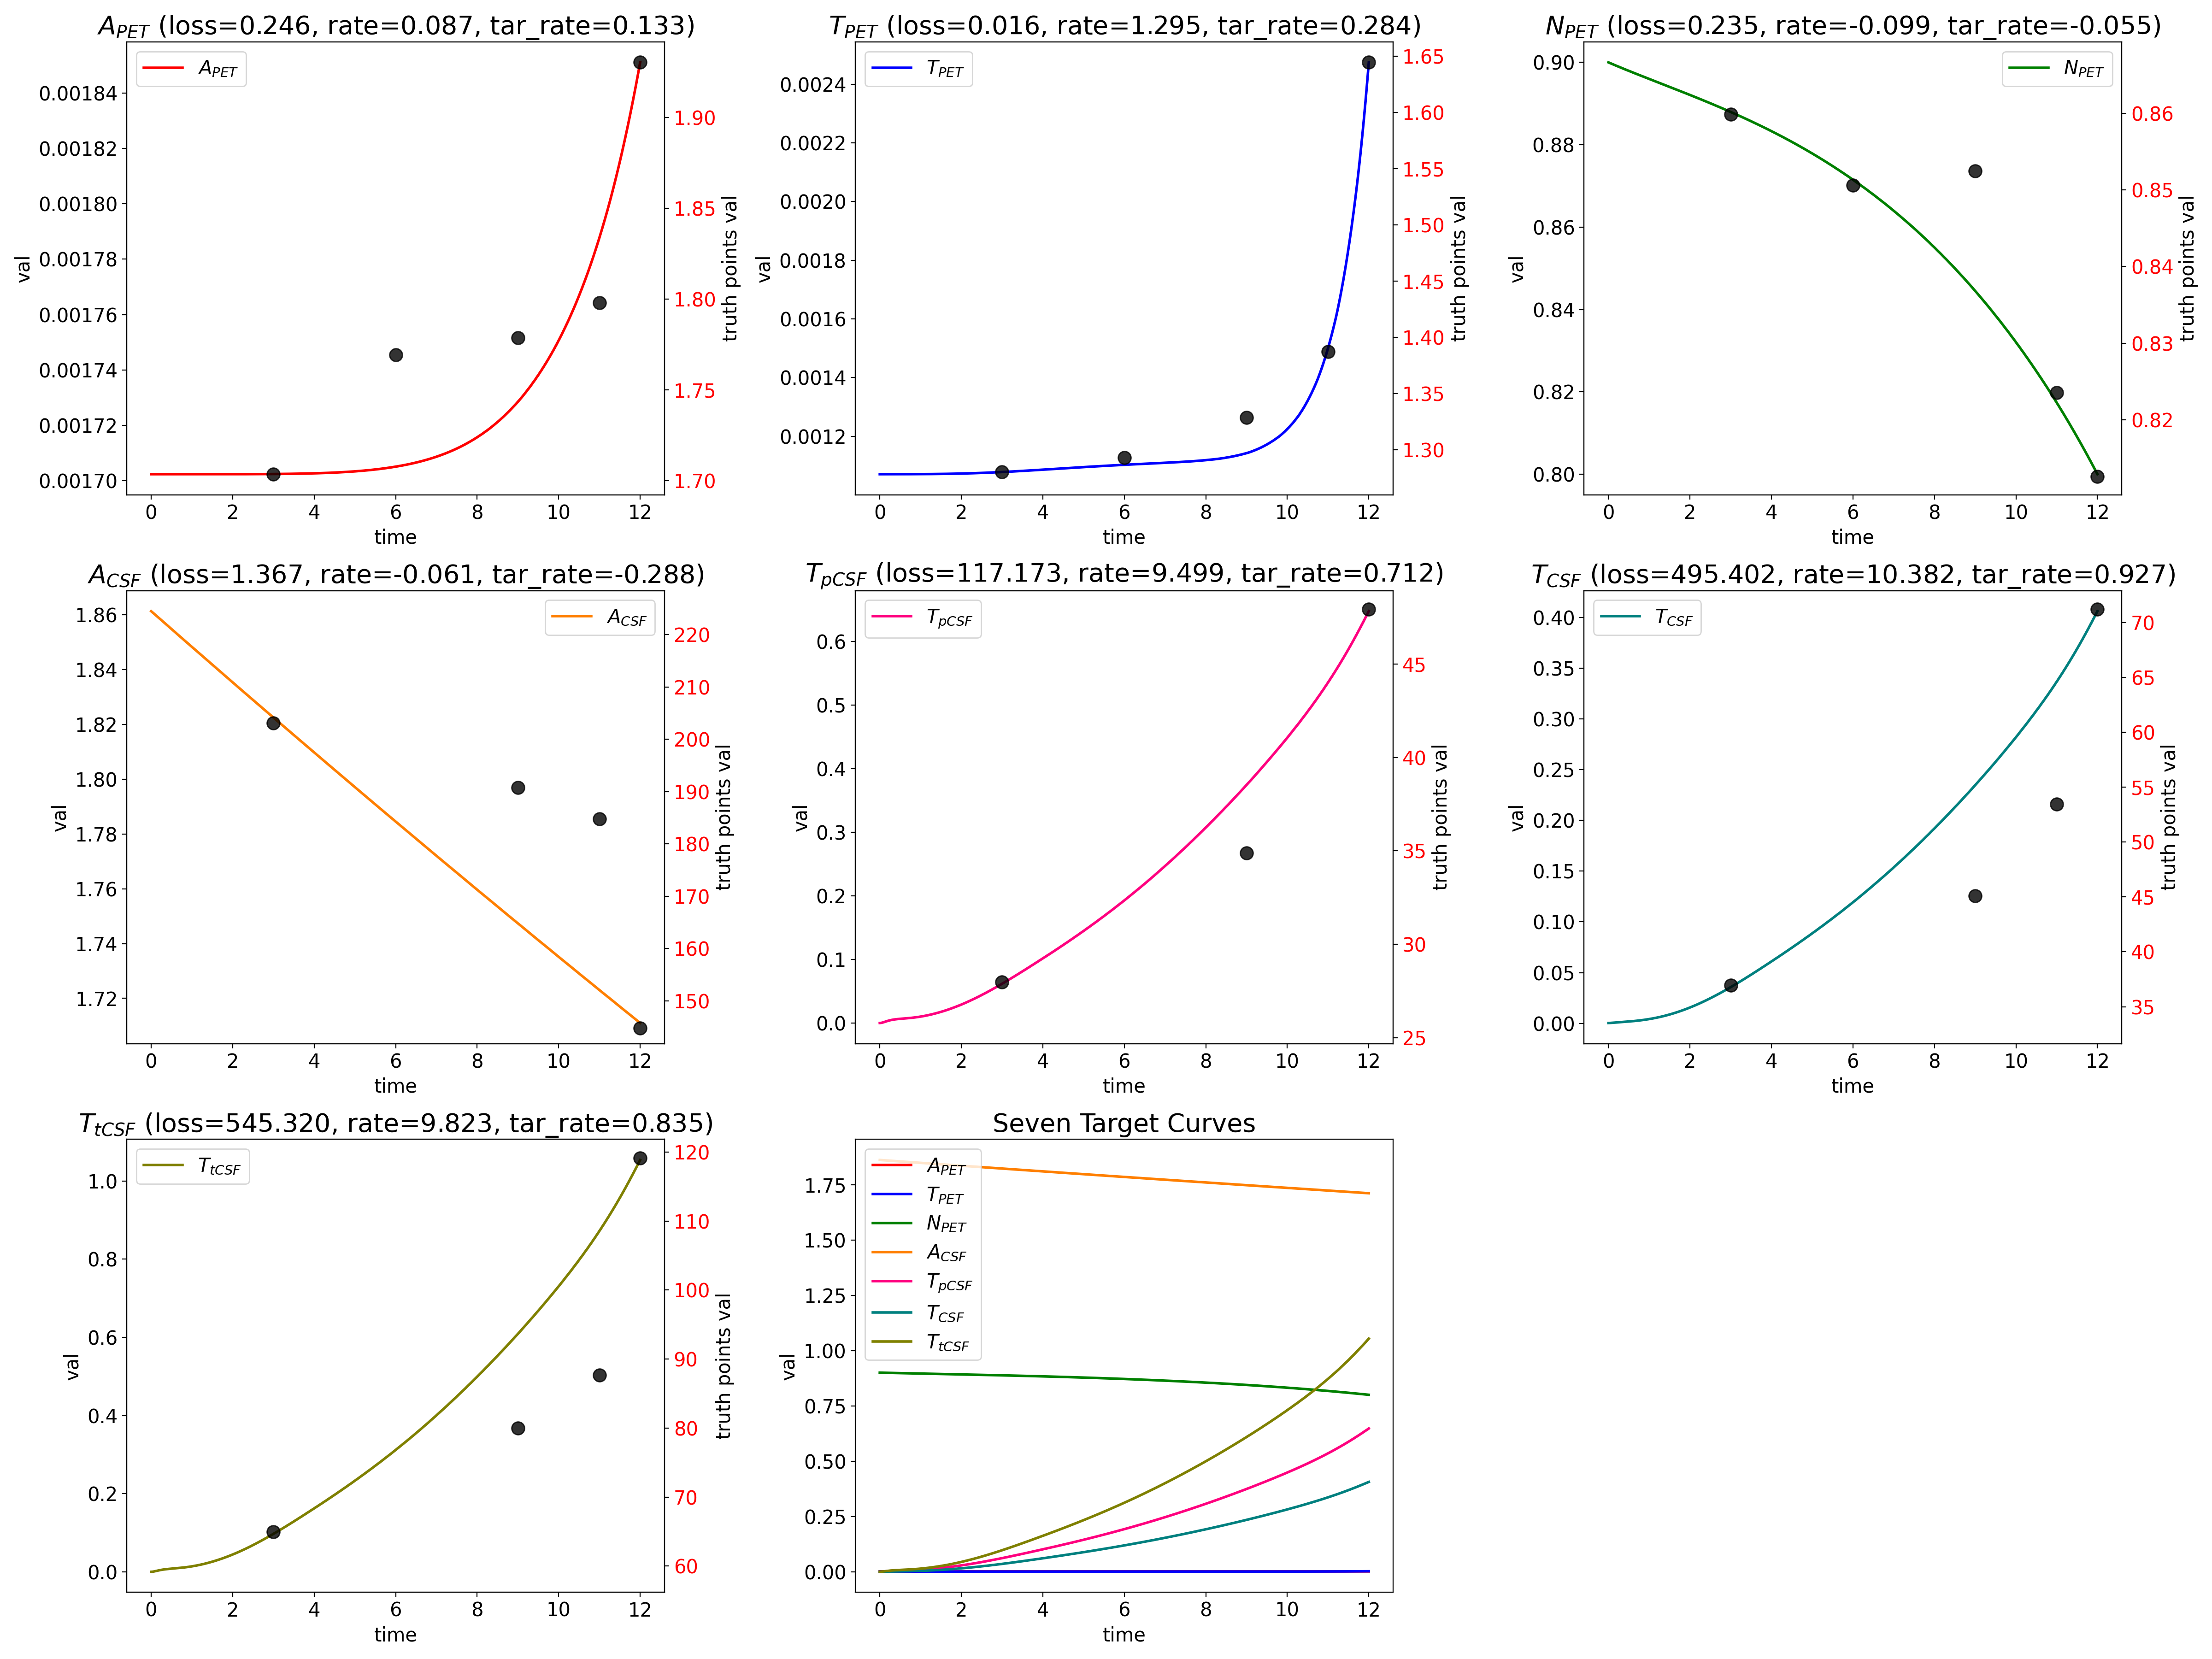 A_PET (loss=0.246, rate=0.087, tar_rate=0.133)
A_PET
val
0.00184
0.00182
0.00180
0.00178
0.00176
0.00174
0.00172
0.00170
1.90
1.85
1.80
1.75
1.70
truth points val
0 2 4 6 8 10 12
time
T_PET (loss=0.016, rate=1.295, tar_rate=0.284)
T_PET
val
0.0024
0.0022
0.0020
0.0018
0.0016
0.0014
0.0012
1.65
1.60
1.55
1.50
1.45
1.40
1.35
1.30
truth points val
0 2 4 6 8 10 12
time
N_PET (loss=0.235, rate=-0.099, tar_rate=-0.055)
N_PET
val
0.90
0.88
0.86
0.84
0.82
0.80
0.86
0.85
0.84
0.83
0.82
truth points val
0 2 4 6 8 10 12
time
A_CSF (loss=1.367, rate=-0.061, tar_rate=-0.288)
A_CSF
val
1.86
1.84
1.82
1.80
1.78
1.76
1.74
1.72
220
210
200
190
180
170
160
150
truth points val
0 2 4 6 8 10 12
time
T_pCSF (loss=117.173, rate=9.499, tar_rate=0.712)
T_pCSF
val
0.6
0.5
0.4
0.3
0.2
0.1
0.0
45
40
35
30
25
truth points val
0 2 4 6 8 10 12
time
T_CSF (loss=495.402, rate=10.382, tar_rate=0.927)
T_CSF
val
0.40
0.35
0.30
0.25
0.20
0.15
0.10
0.05
0.00
70
65
60
55
50
45
40
35
truth points val
0 2 4 6 8 10 12
time
T_tCSF (loss=545.320, rate=9.823, tar_rate=0.835)
T_tCSF
val
1.0
0.8
0.6
0.4
0.2
0.0
120
110
100
90
80
70
60
truth points val
0 2 4 6 8 10 12
time
Seven Target Curves
A_PET
T_PET
N_PET
A_CSF
T_pCSF
T_CSF
T_tCSF
val
1.75
1.50
1.25
1.00
0.75
0.50
0.25
0.00
0 2 4 6 8 10 12
time